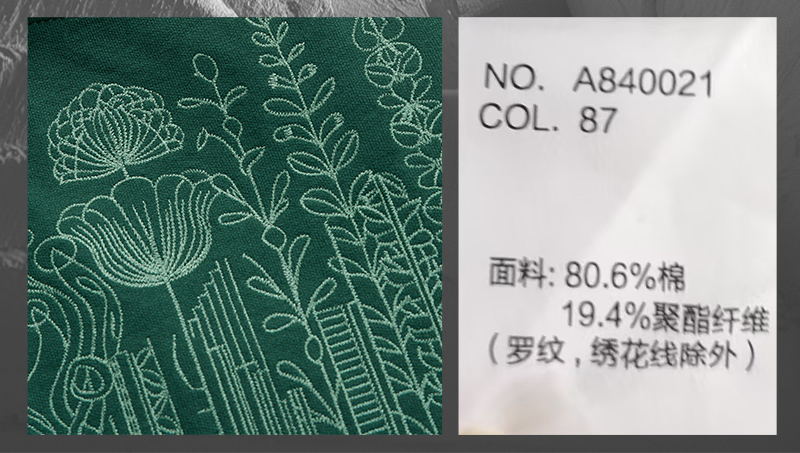 NO. A840021
COL. 87
面料: 80.6%棉
19.4%聚酯纤维
(罗纹,绣花线除外)